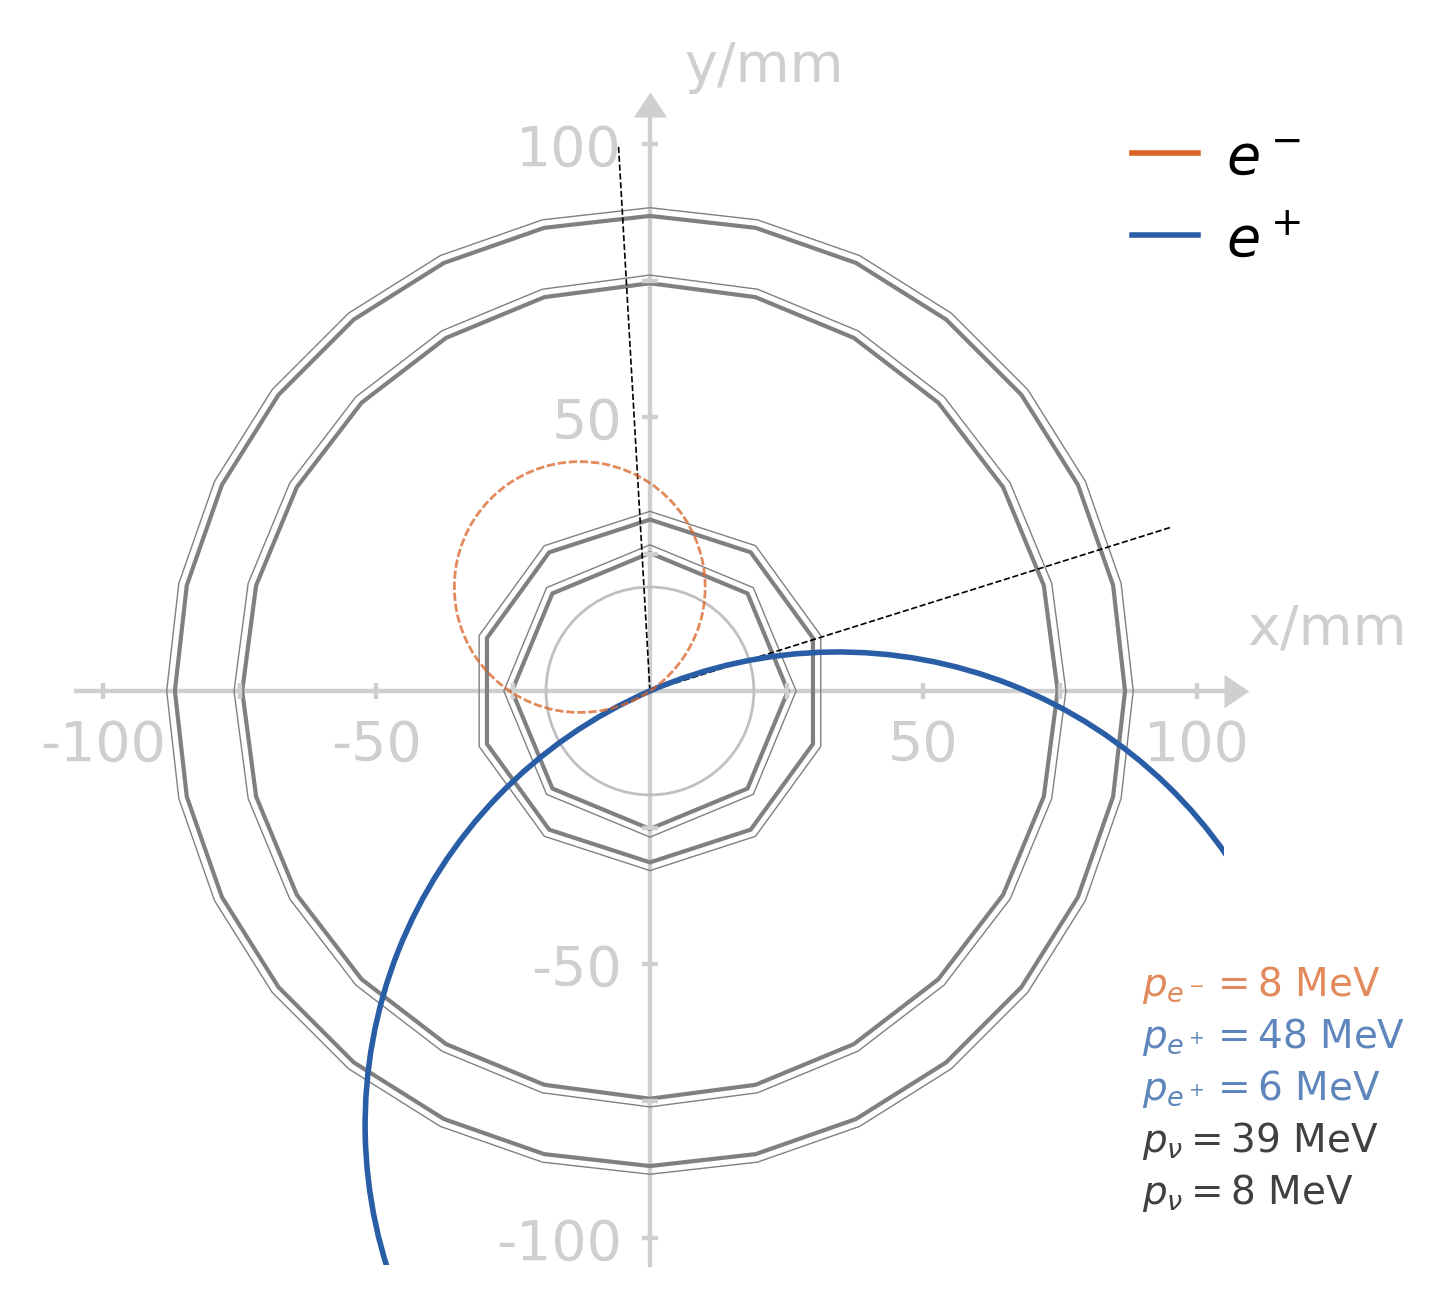 y/mm
100
e⁻
e⁺
50
x/mm
-100
-50
50
100
-50
p_{e⁻} = 8 MeV
p_{e⁺} = 48 MeV
p_{e⁺} = 6 MeV
p_ν = 39 MeV
p_ν = 8 MeV
-100